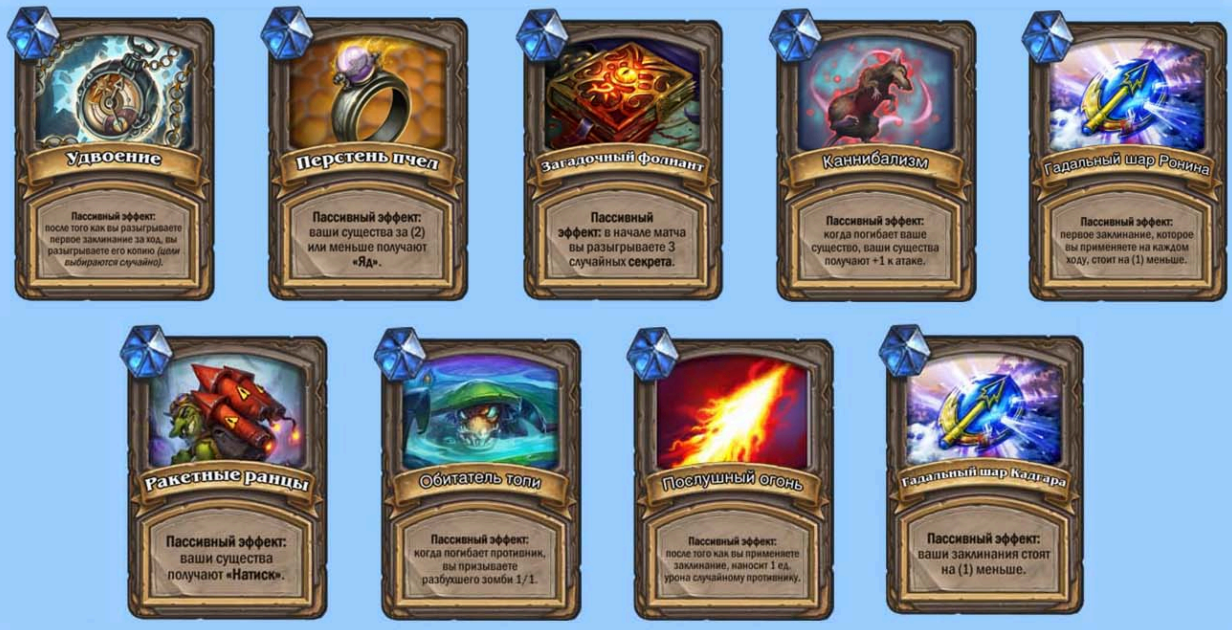 Удвоение
Пассивный эффект:
после того как вы разыгрываете
первое заклинание за ход, вы
разыгрываете его копию (цели
выбираются случайно).
Перстень пчел
Пассивный эффект:
ваши существа за (2)
или меньше получают
«Яд».
Загадочный фолиант
Пассивный
эффект: в начале матча
вы разыгрываете 3
случайных секрета.
Каннибализм
Пассивный эффект:
когда погибает ваше
существо, ваши существа
получают +1 к атаке.
Гадальный шар Ронина
Пассивный эффект:
первое заклинание, которое
вы применяете на каждом
ходу, стоит на (1) меньше.
Ракетные ранцы
Пассивный эффект:
ваши существа
получают «Натиск».
Обитатель топи
Пассивный эффект:
когда погибает противник,
вы призываете
разбухшего зомби 1/1.
Послушный огонь
Пассивный эффект:
после того как вы применяете
заклинание, наносит 1 ед.
урона случайному противнику.
Гадальный шар Кадгара
Пассивный эффект:
ваши заклинания стоят
на (1) меньше.